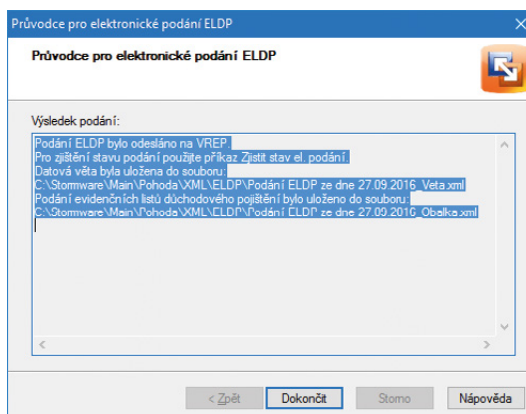 Průvodce pro elektronické podání ELDP
Průvodce pro elektronické podání ELDP
Výsledek podání:
Podání ELDP bylo odesláno na VREP.
Pro zjištění stavu podání použijte příkaz Zjistit stav el. podání.
Datová věta byla uložena do souboru:
C:\Stormware\Main\Pohoda\XML\ELDP\Podání ELDP ze dne 27.09.2016_Veta.xml
Podání evidenčních listů důchodového pojištění bylo uloženo do souboru:
C:\Stormware\Main\Pohoda\XML\ELDP\Podání ELDP ze dne 27.09.2016_Obalka.xml
< Zpět Dokončit Storno Nápověda